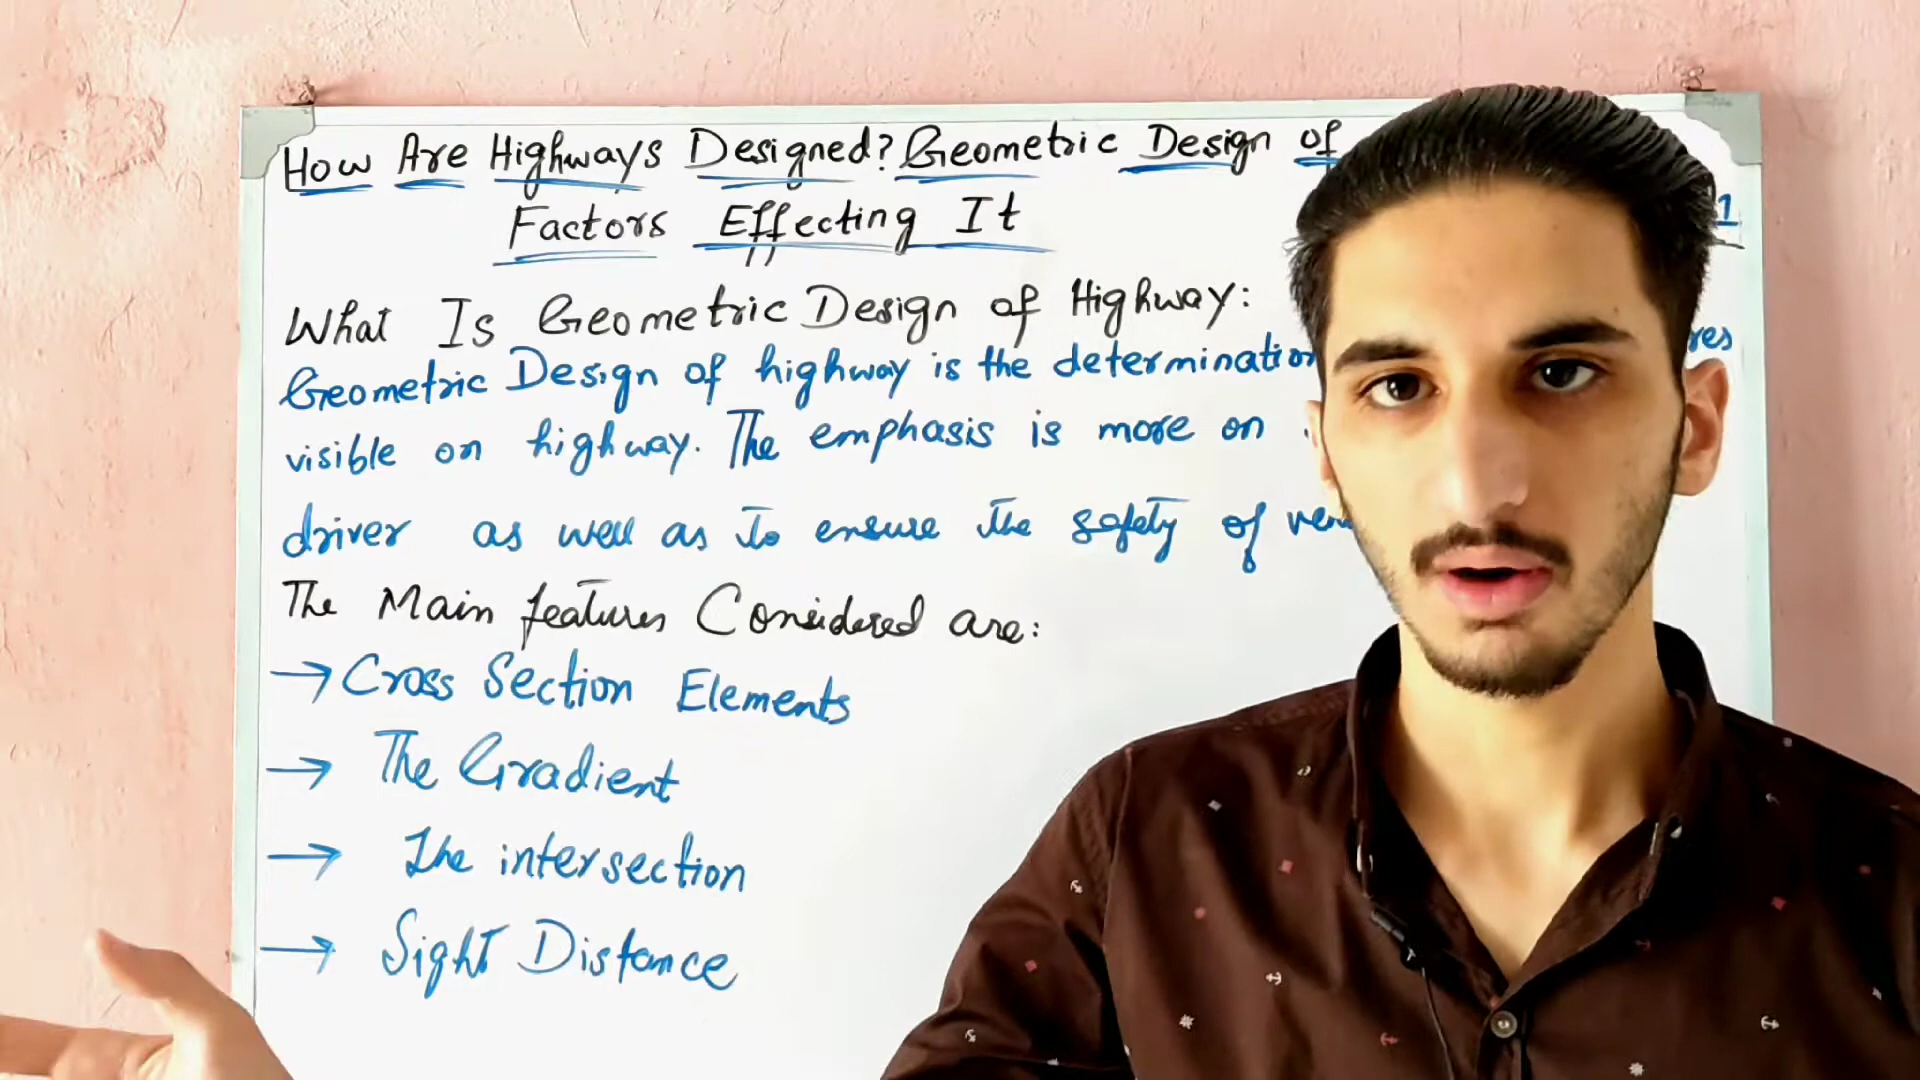 How Are Highways Designed? Geometric Design of
Factors Effecting It
1
What Is Geometric Design of Highway:
Geometric Design of highway is the determination
visible on highway. The emphasis is more on
driver as well as to ensure the safety of
The Main features Considered are:
→ Cross Section Elements
→ The Gradient
→ The intersection
→ Sight Distance